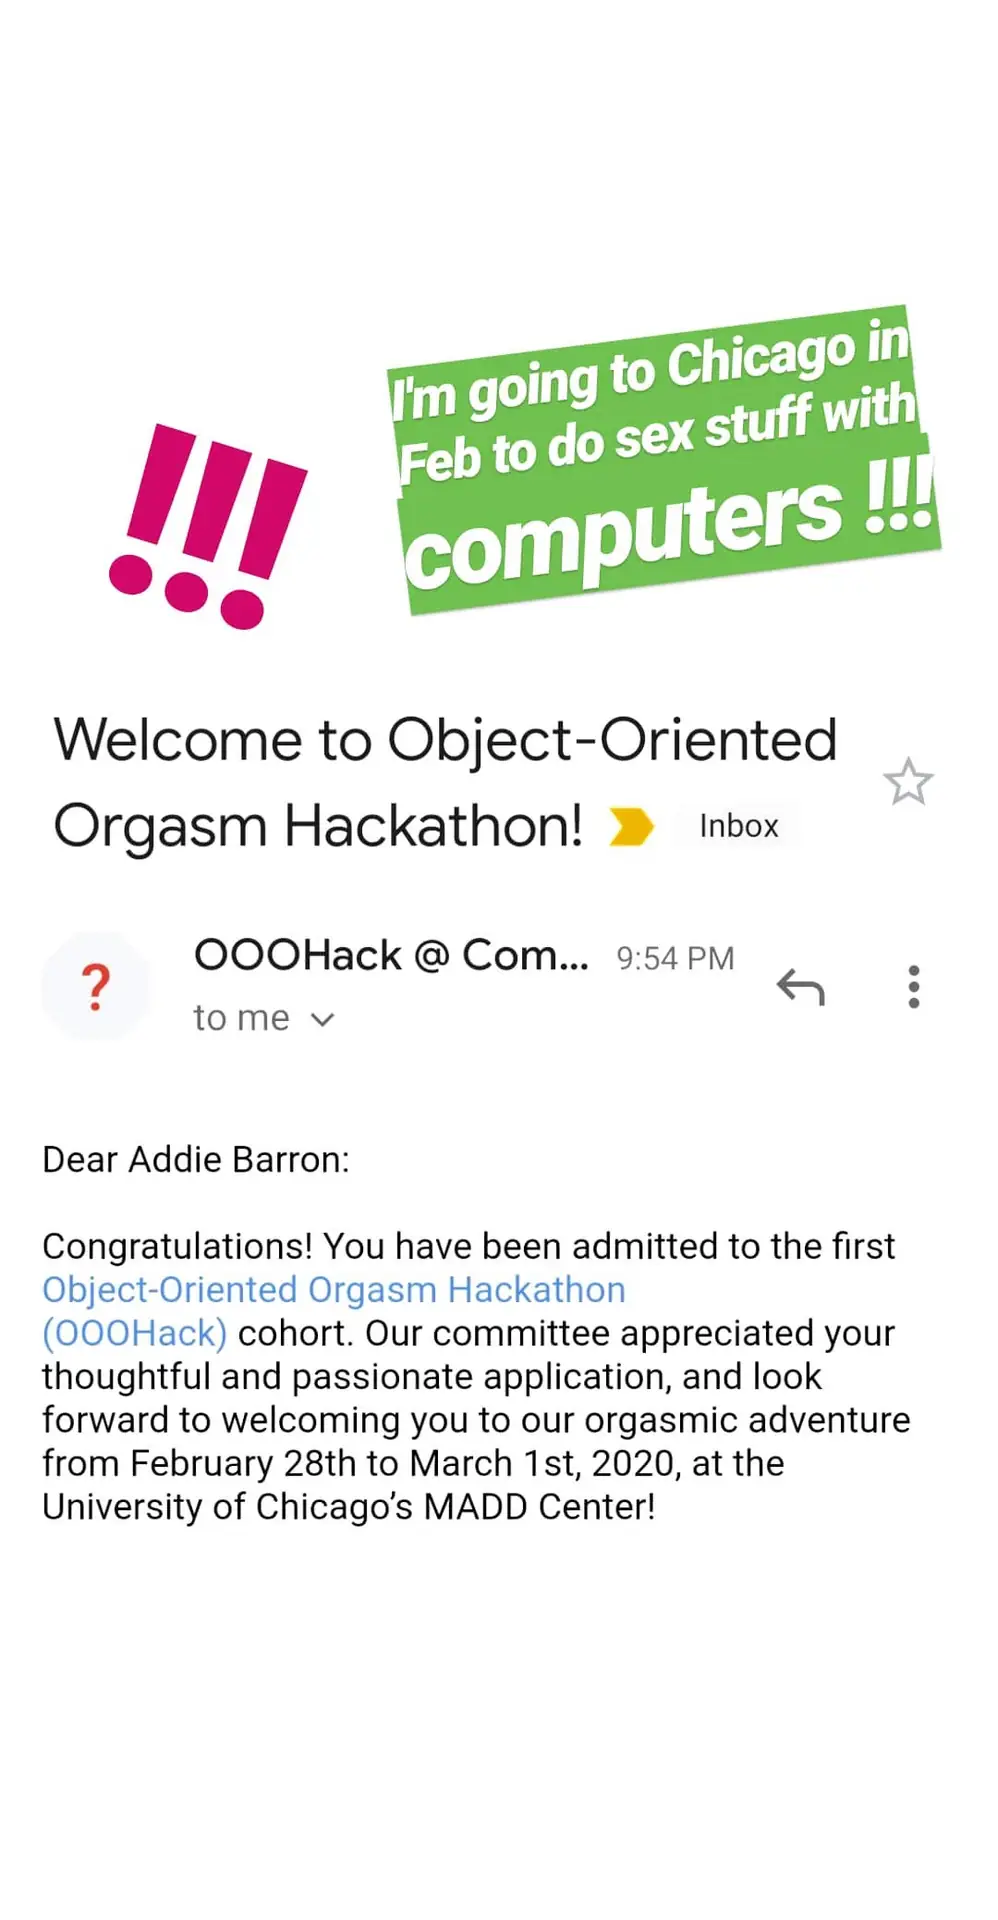 !!!
I'm going to Chicago in
Feb to do sex stuff with
computers !!!
Welcome to Object-Oriented
Orgasm Hackathon! Inbox
?
OOOHack @ Com... 9:54 PM
to me
Dear Addie Barron:
Congratulations! You have been admitted to the first
Object-Oriented Orgasm Hackathon
(OOOHack) cohort. Our committee appreciated your
thoughtful and passionate application, and look
forward to welcoming you to our orgasmic adventure
from February 28th to March 1st, 2020, at the
University of Chicago’s MADD Center!